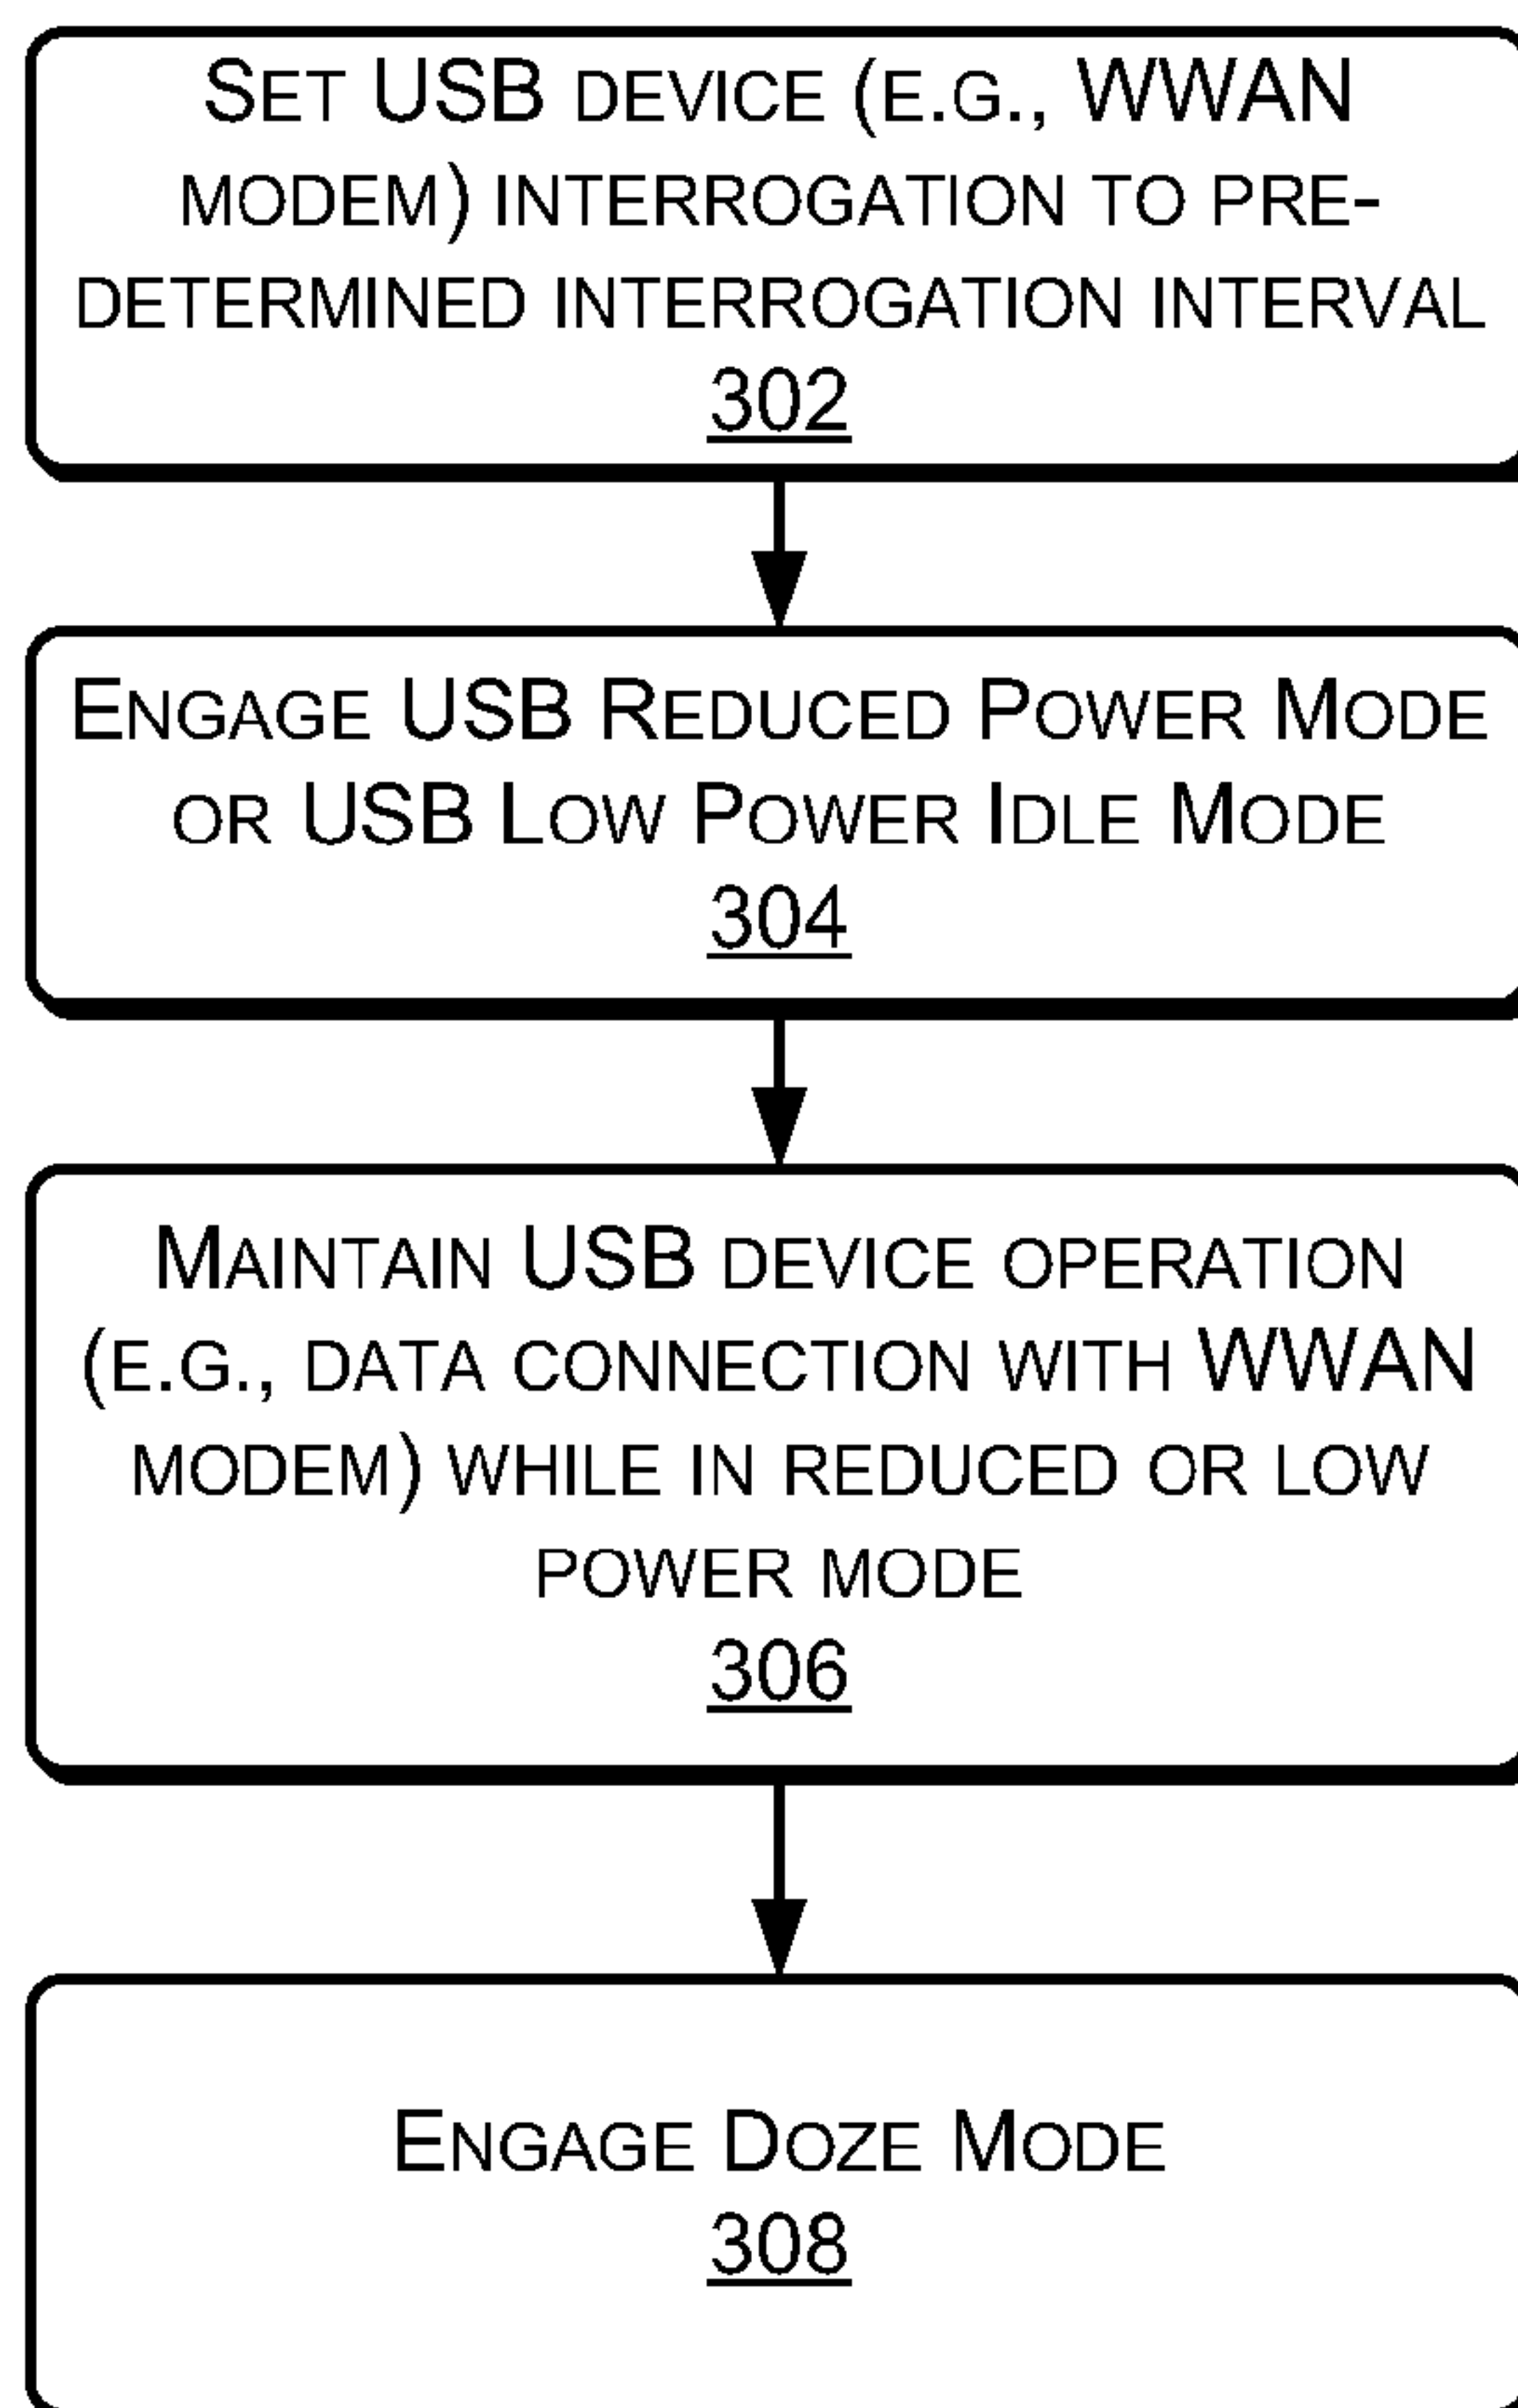 SET USB DEVICE (E.G., WWAN
MODEM) INTERROGATION TO PRE-
DETERMINED INTERROGATION INTERVAL
302
ENGAGE USB REDUCED POWER MODE
OR USB LOW POWER IDLE MODE
304
MAINTAIN USB DEVICE OPERATION
(E.G., DATA CONNECTION WITH WWAN
MODEM) WHILE IN REDUCED OR LOW
POWER MODE
306
ENGAGE DOZE MODE
308